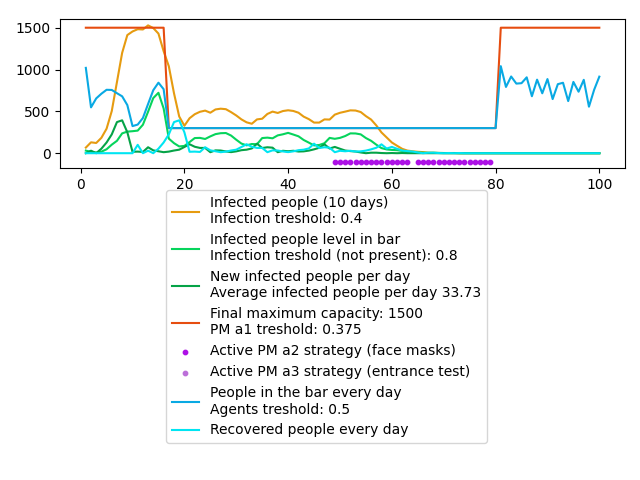 1500
1000
500
0
0
20
40
60
80
100
Infected people (10 days)
Infection treshold: 0.4
Infected people level in bar
Infection treshold (not present): 0.8
New infected people per day
Average infected people per day 33.73
Final maximum capacity: 1500
PM a1 treshold: 0.375
Active PM a2 strategy (face masks)
Active PM a3 strategy (entrance test)
People in the bar every day
Agents treshold: 0.5
Recovered people every day